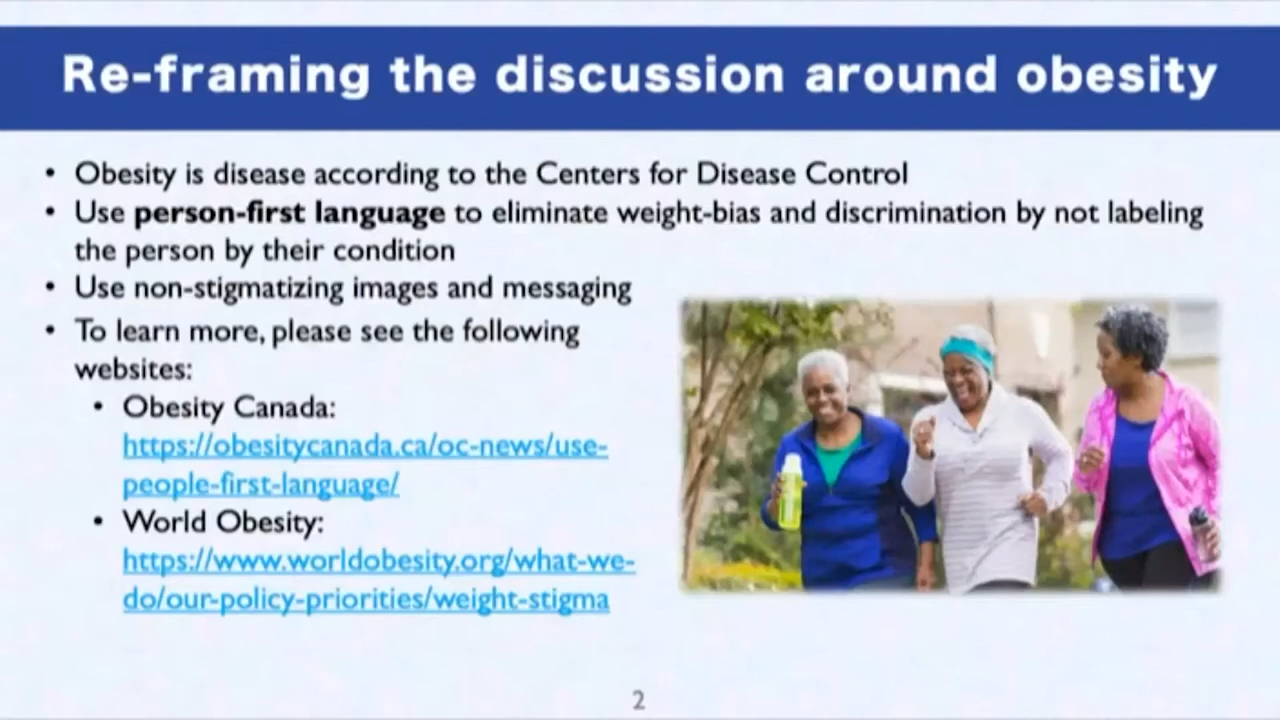 Re-framing the discussion around obesity
• Obesity is disease according to the Centers for Disease Control
• Use person-first language to eliminate weight-bias and discrimination by not labeling
the person by their condition
• Use non-stigmatizing images and messaging
• To learn more, please see the following
websites:
• Obesity Canada:
https://obesitycanada.ca/oc-news/use-
people-first-language/
• World Obesity:
https://www.worldobesity.org/what-we-
do/our-policy-priorities/weight-stigma
2